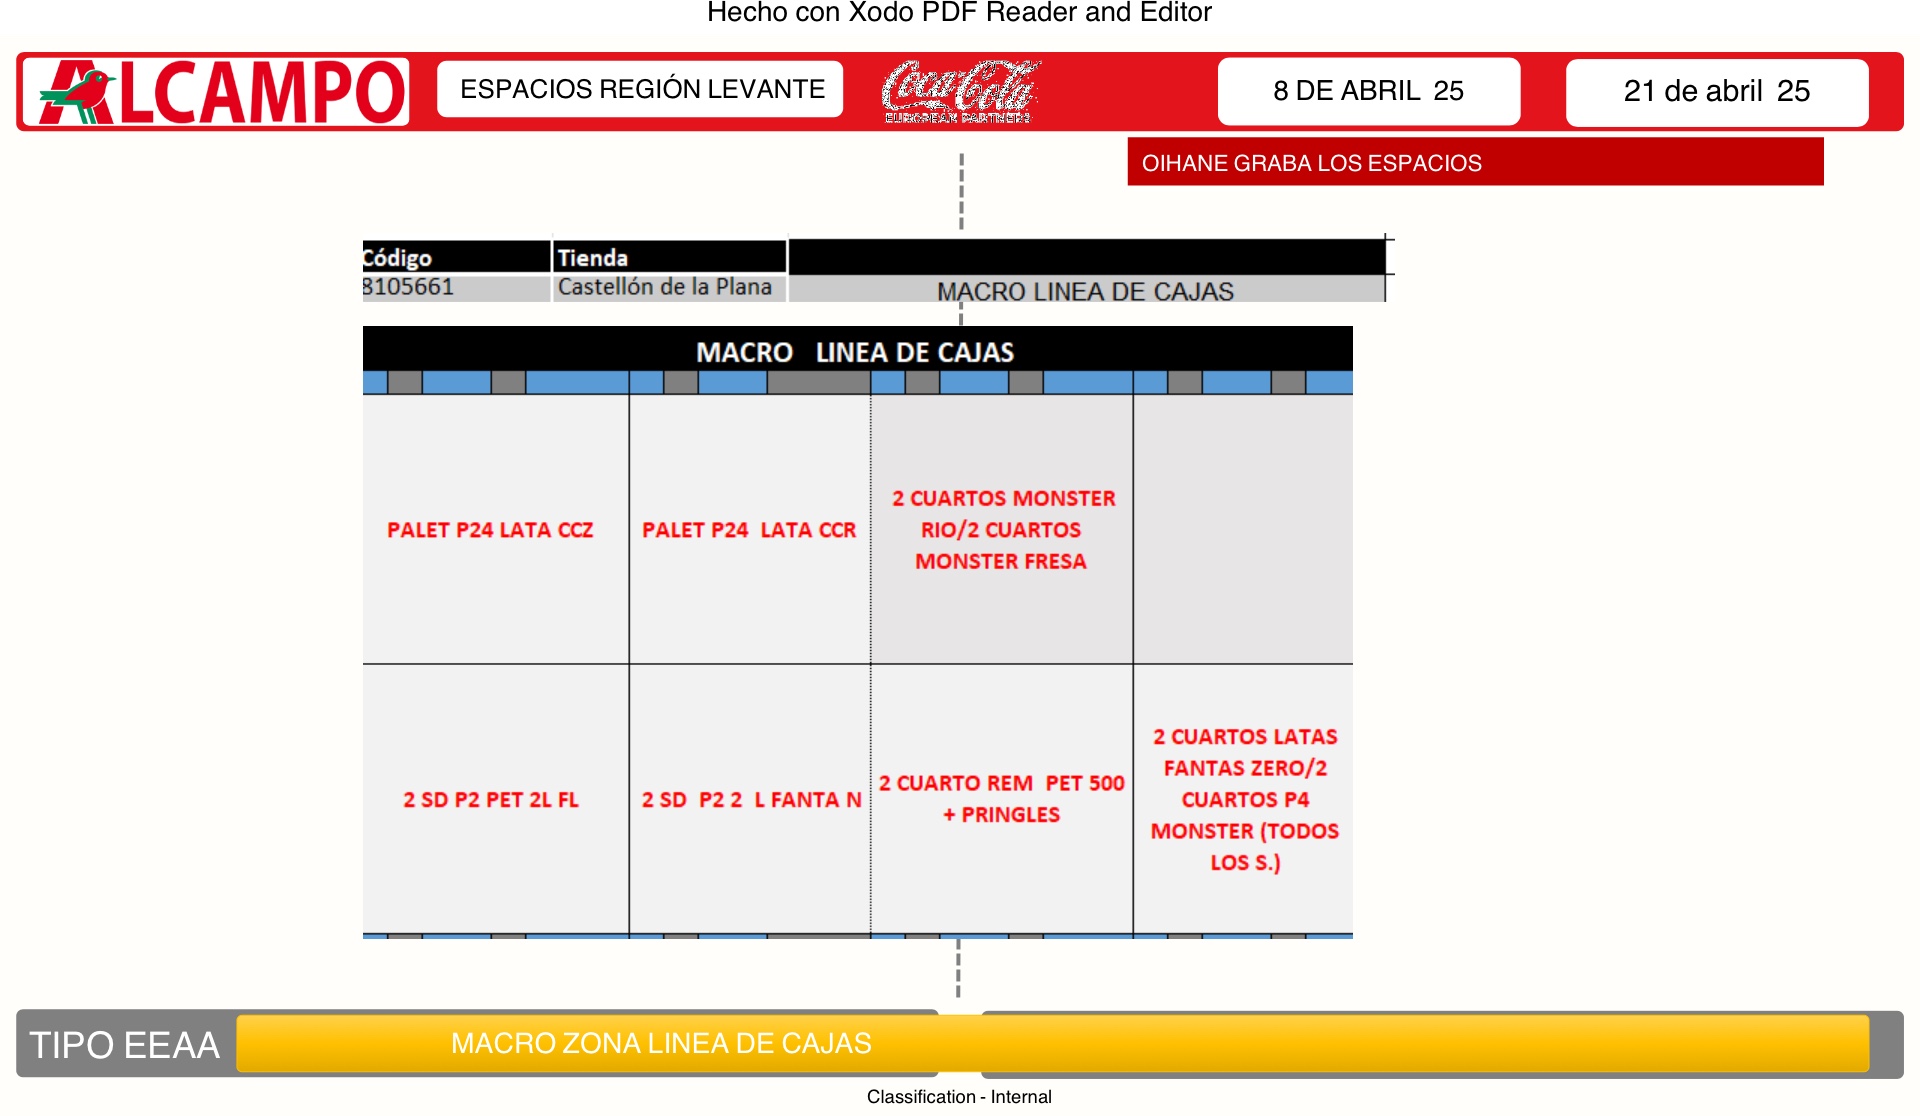 Hecho con Xodo PDF Reader and Editor
ALCAMPO
ESPACIOS REGIÓN LEVANTE
Coca-Cola
EUROPEAN PARTNERS
8 DE ABRIL 25
21 de abril 25
OIHANE GRABA LOS ESPACIOS
Código
Tienda
8105661
Castellón de la Plana
MACRO LINEA DE CAJAS
MACRO LINEA DE CAJAS
PALET P24 LATA CCZ
PALET P24 LATA CCR
2 CUARTOS MONSTER
RIO/2 CUARTOS
MONSTER FRESA
2 SD P2 PET 2L FL
2 SD P2 2 L FANTA N
2 CUARTO REM PET 500
+ PRINGLES
2 CUARTOS LATAS
FANTAS ZERO/2
CUARTOS P4
MONSTER (TODOS
LOS S.)
TIPO EEAA
MACRO ZONA LINEA DE CAJAS
Classification - Internal